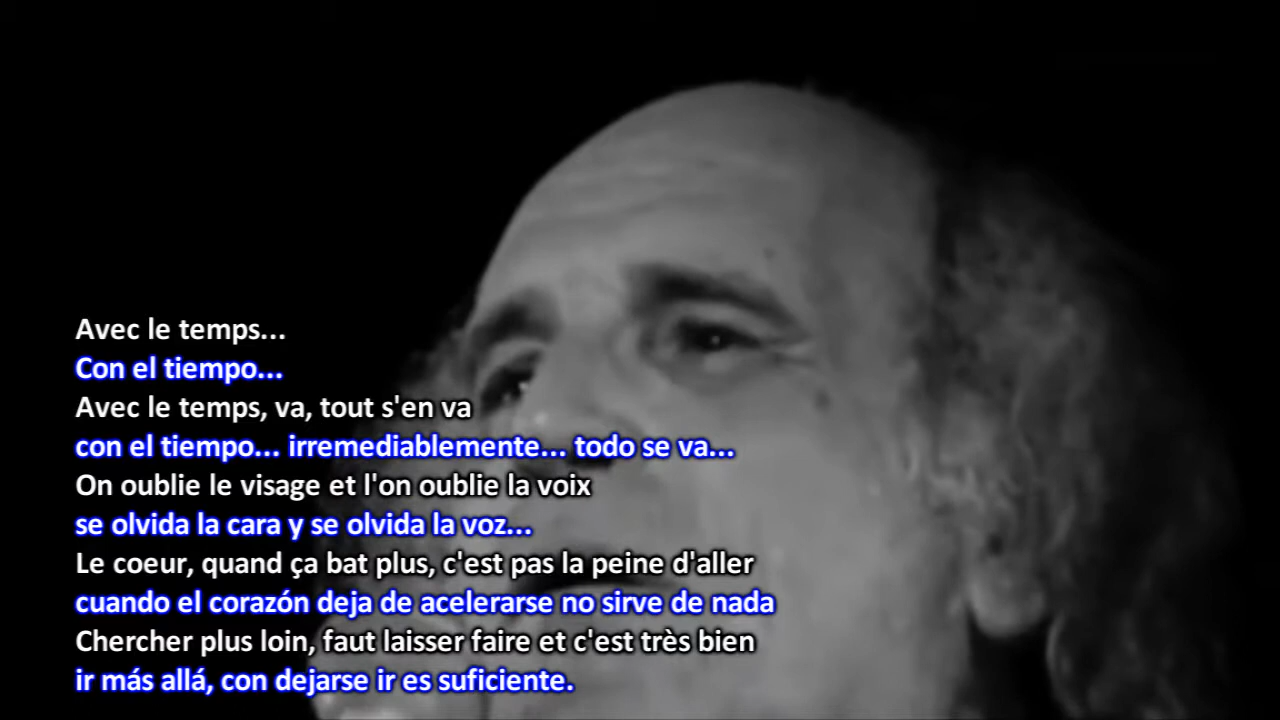 Avec le temps...
Con el tiempo...
Avec le temps, va, tout s'en va
con el tiempo... irremediablemente... todo se va...
On oublie le visage et l'on oublie la voix
se olvida la cara y se olvida la voz...
Le coeur, quand ça bat plus, c'est pas la peine d'aller
cuando el corazón deja de acelerarse no sirve de nada
Chercher plus loin, faut laisser faire et c'est très bien
ir más allá, con dejarse ir es suficiente.